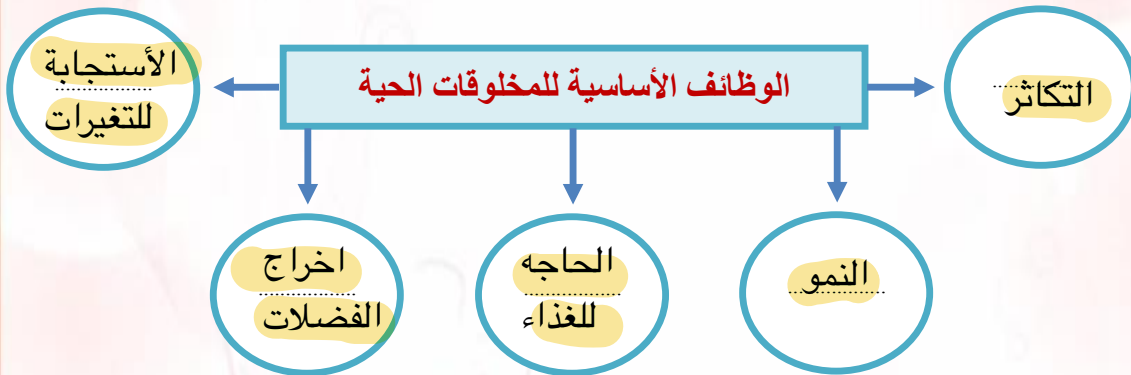 الوظائف الأساسية للمخلوقات الحية
التكاثر
النمو
الحاجه
للغذاء
اخراج
الفضلات
الأستجابة
للتغيرات